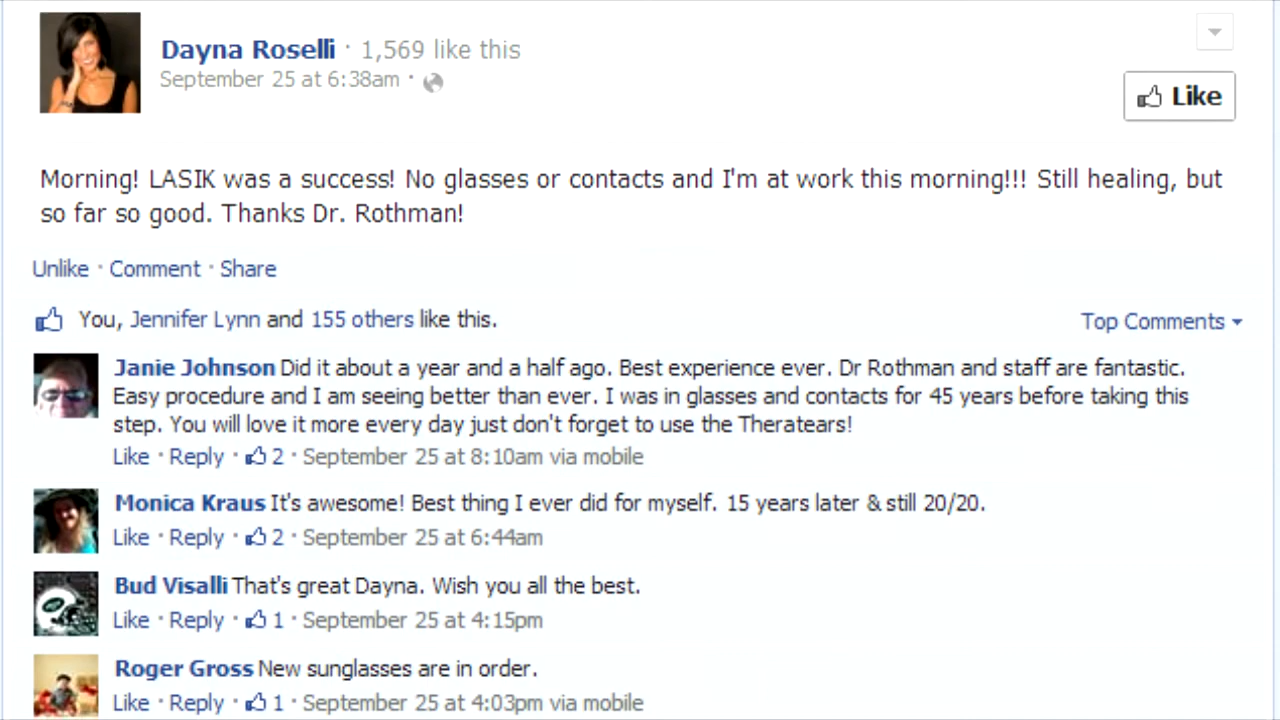 Dayna Roselli · 1,569 like this
September 25 at 6:38am ·
Like
Morning! LASIK was a success! No glasses or contacts and I'm at work this morning!!! Still healing, but
so far so good. Thanks Dr. Rothman!
Unlike · Comment · Share
You, Jennifer Lynn and 155 others like this.
Top Comments
Janie Johnson Did it about a year and a half ago. Best experience ever. Dr Rothman and staff are fantastic.
Easy procedure and I am seeing better than ever. I was in glasses and contacts for 45 years before taking this
step. You will love it more every day just don't forget to use the Theratears!
Like · Reply · 2 · September 25 at 8:10am via mobile
Monica Kraus It's awesome! Best thing I ever did for myself. 15 years later & still 20/20.
Like · Reply · 2 · September 25 at 6:44am
Bud Visalli That's great Dayna. Wish you all the best.
Like · Reply · 1 · September 25 at 4:15pm
Roger Gross New sunglasses are in order.
Like · Reply · 1 · September 25 at 4:03pm via mobile